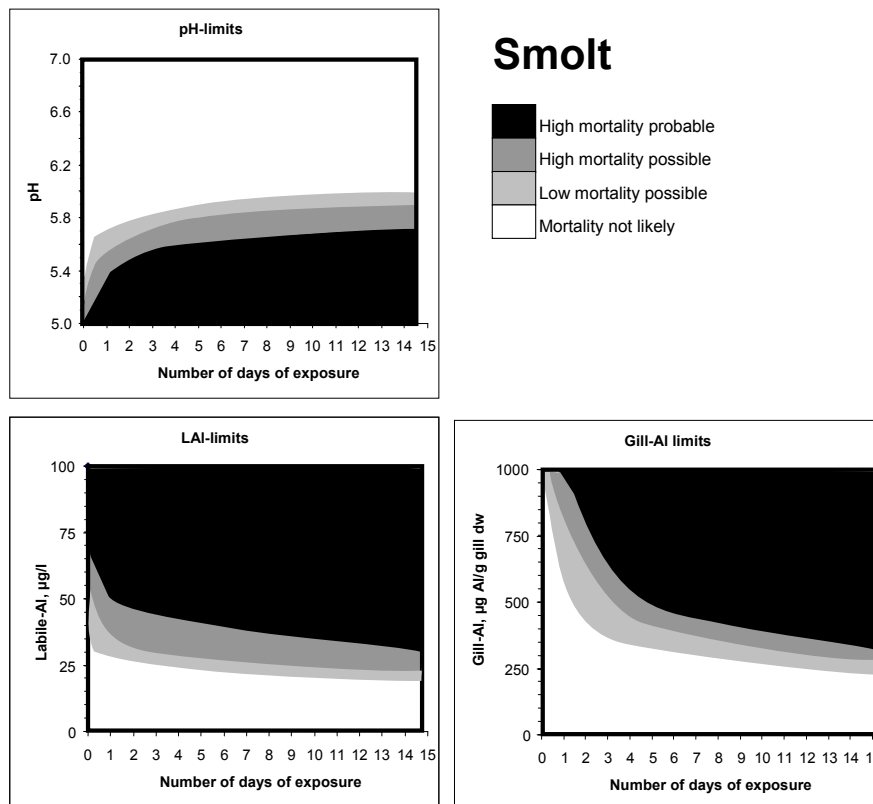 pH-limits
7.0
6.6
6.2
5.8
5.4
5.0
pH
0 1 2 3 4 5 6 7 8 9 10 11 12 13 14 15
Number of days of exposure
Smolt
High mortality probable
High mortality possible
Low mortality possible
Mortality not likely
LAl-limits
100
75
50
25
0
Labile-Al, µg/l
0 1 2 3 4 5 6 7 8 9 10 11 12 13 14 15
Number of days of exposure
Gill-Al limits
1000
750
500
250
0
Gill-Al, µg Al/g gill dw
0 1 2 3 4 5 6 7 8 9 10 11 12 13 14 15
Number of days of exposure